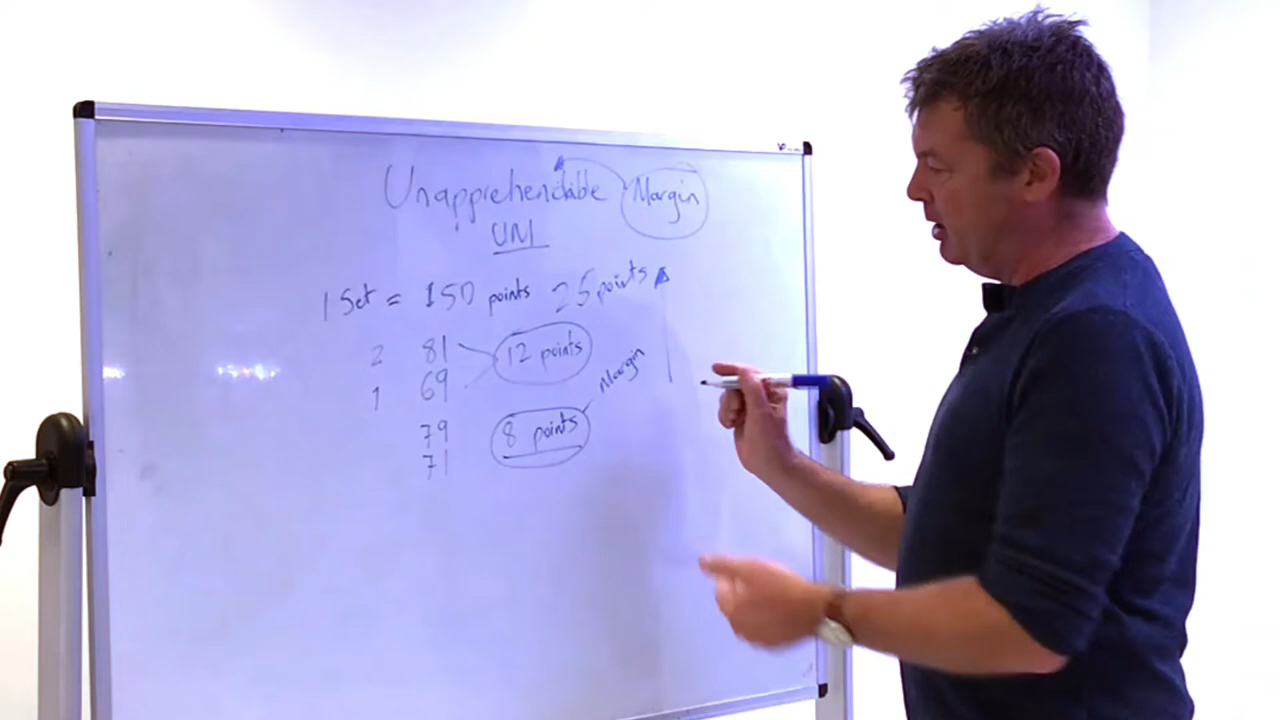 Unapprehendable Margin
UM
1 Set = 150 points 25 points
2 81 12 points
1 69
Margin
79 8 points
71